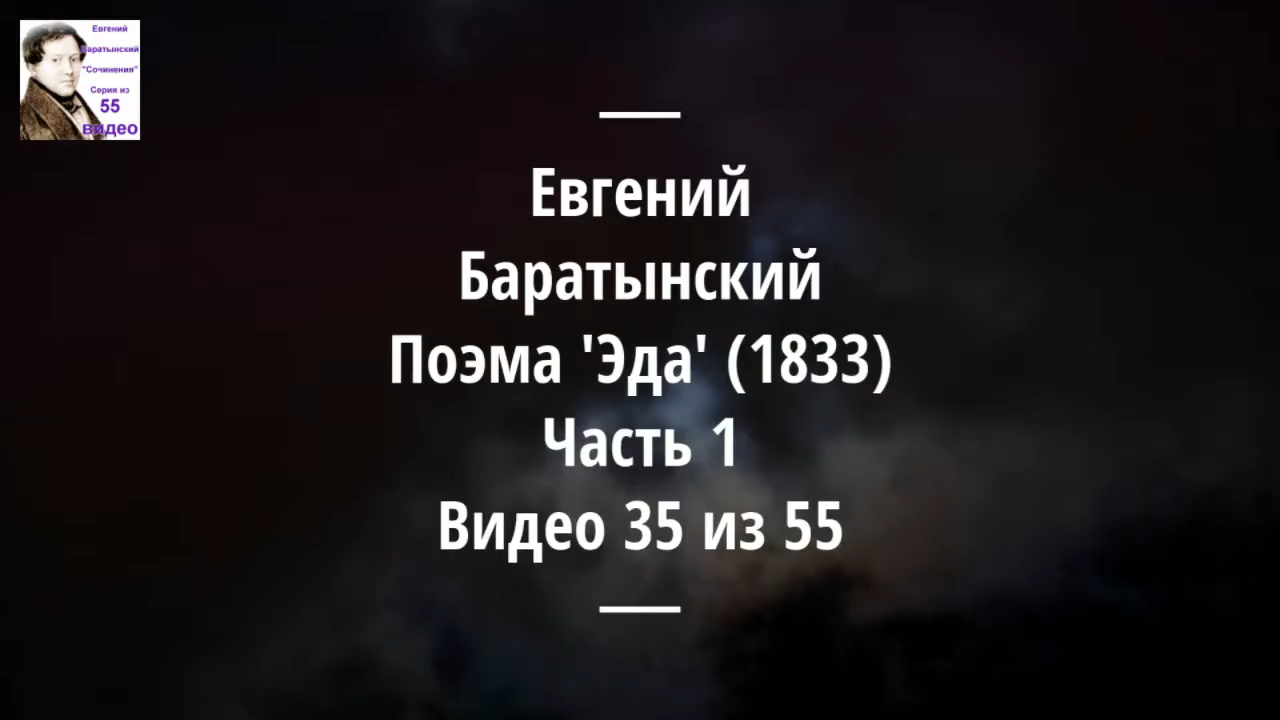 Евгений
Баратынский
"Сочинения"
Серия из
55
видео
Евгений
Баратынский
Поэма 'Эда' (1833)
Часть 1
Видео 35 из 55